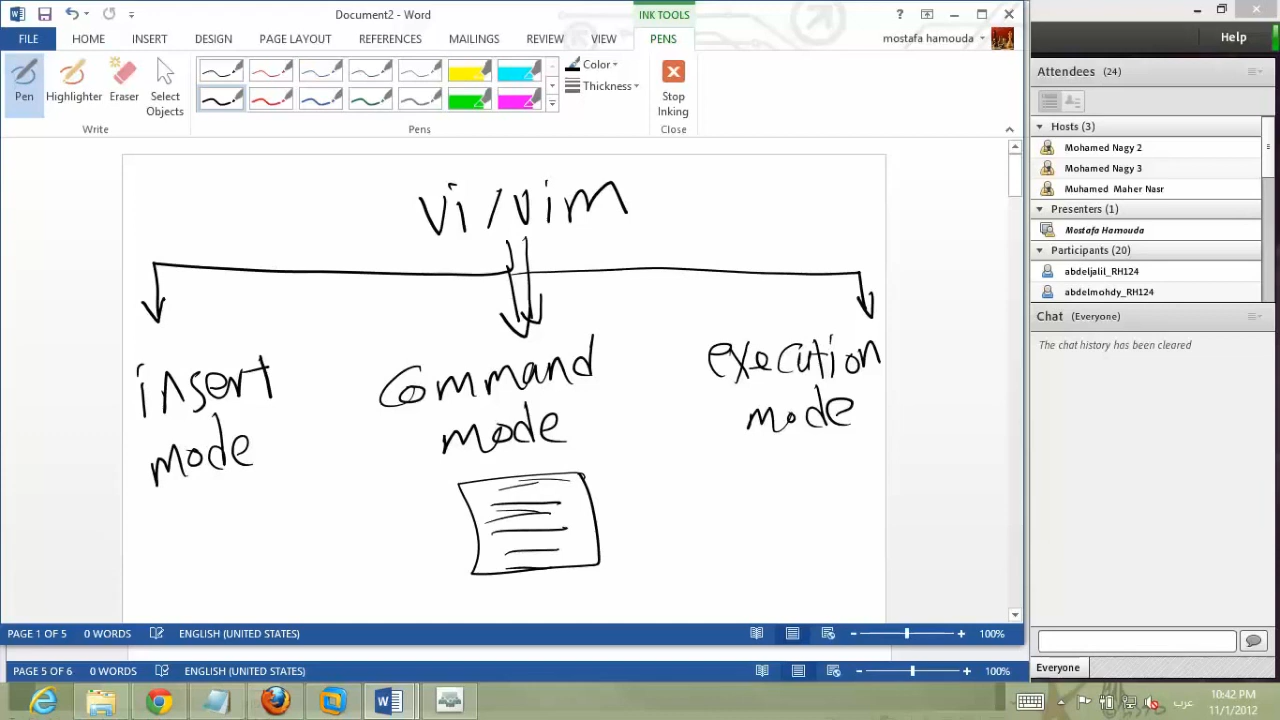 Document2 - Word
INK TOOLS
FILE
HOME
INSERT
DESIGN
PAGE LAYOUT
REFERENCES
MAILINGS
REVIEW
VIEW
PENS
mostafa hamouda
Pen
Highlighter
Eraser
Select Objects
Color
Thickness
Stop Inking
Write
Pens
Close
vi/vim
insert
mode
command
mode
execution
mode
PAGE 1 OF 5
0 WORDS
ENGLISH (UNITED STATES)
100%
PAGE 5 OF 6
0 WORDS
ENGLISH (UNITED STATES)
100%
Help
Attendees (24)
Hosts (3)
Mohamed Nagy 2
Mohamed Nagy 3
Muhamed Maher Nasr
Presenters (1)
Mostafa Hamouda
Participants (20)
abdeljalil_RH124
abdelmohdy_RH124
Chat (Everyone)
The chat history has been cleared
Everyone
عرب
10:42 PM
11/1/2012